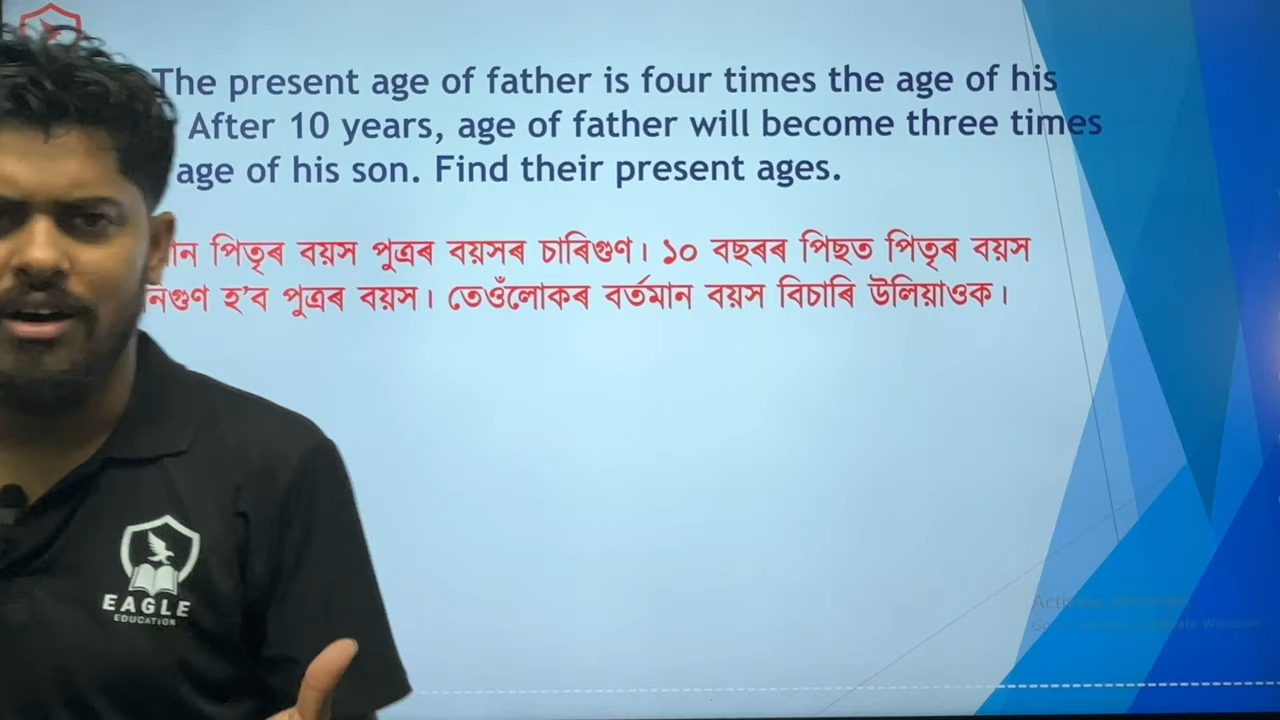 The present age of father is four times the age of his
After 10 years, age of father will become three times
age of his son. Find their present ages.
পিতৃৰ বয়স পুত্ৰৰ বয়সৰ চাৰিগুণ। ১০ বছৰৰ পিছত পিতৃৰ বয়স
হ'ব পুত্ৰৰ বয়স। তেওঁলোকৰ বৰ্তমান বয়স বিচাৰি উলিয়াওক।
EAGLE
EDUCATION